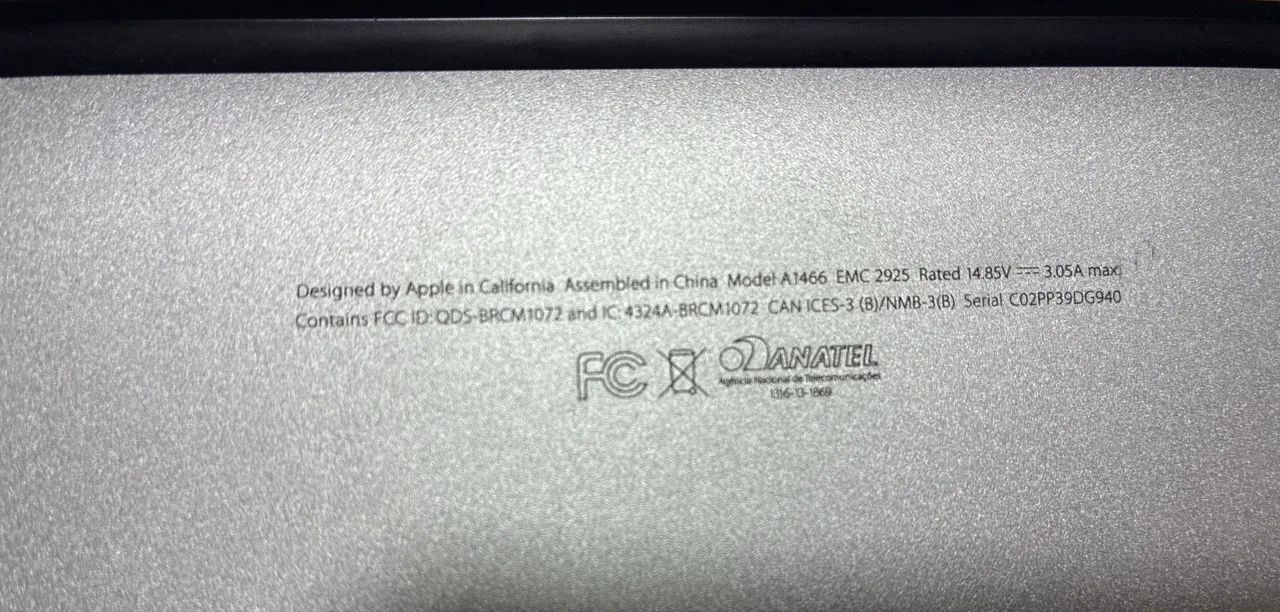 Designed by Apple in California Assembled in China Model A1466 EMC 2925 Rated 14.85V ⎓ 3.05A max.
Contains FCC ID: QDS-BRCM1072 and IC: 4324A-BRCM1072 CAN ICES-3 (B)/NMB-3(B) Serial C02PP39DG940
FC ANATEL
Agência Nacional de Telecomunicações
1316-13-1869